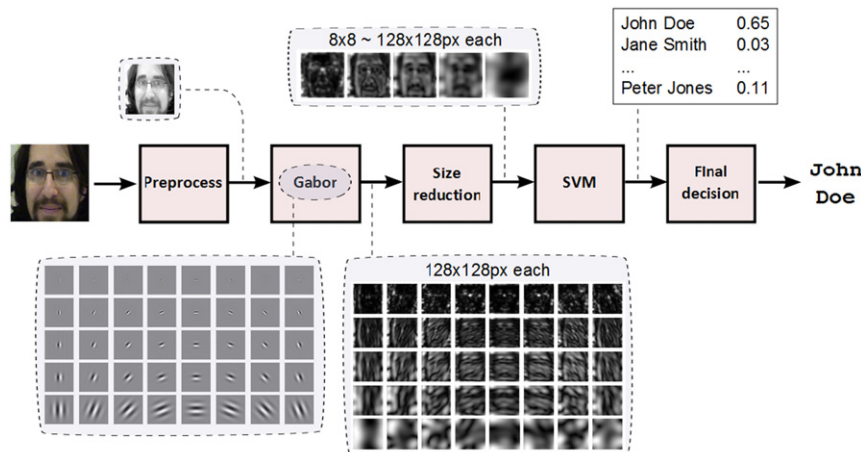 8x8 ~ 128x128px each
John Doe 0.65
Jane Smith 0.03
... ...
Peter Jones 0.11
Preprocess
Gabor
Size
reduction
SVM
Final
decision
John
Doe
128x128px each